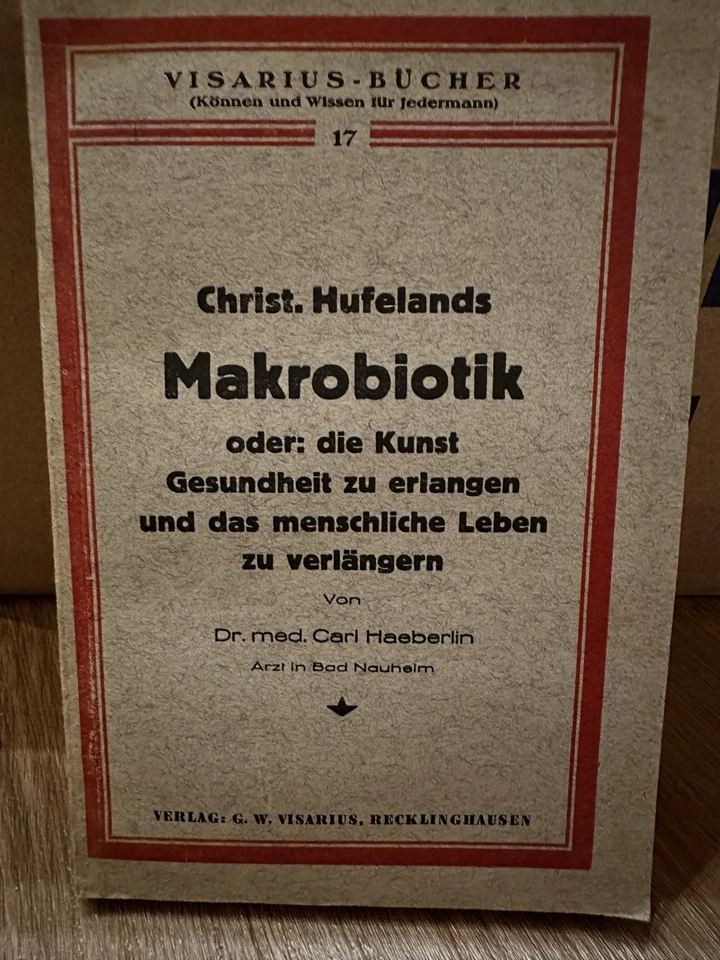 VISARIUS-BÜCHER
(Können und Wissen für Jedermann)
17
Christ. Hufelands
Makrobiotik
oder: die Kunst
Gesundheit zu erlangen
und das menschliche Leben
zu verlängern
Von
Dr. med. Carl Haeberlin
Arzt in Bad Nauheim
VERLAG: G. W. VISARIUS, RECKLINGHAUSEN